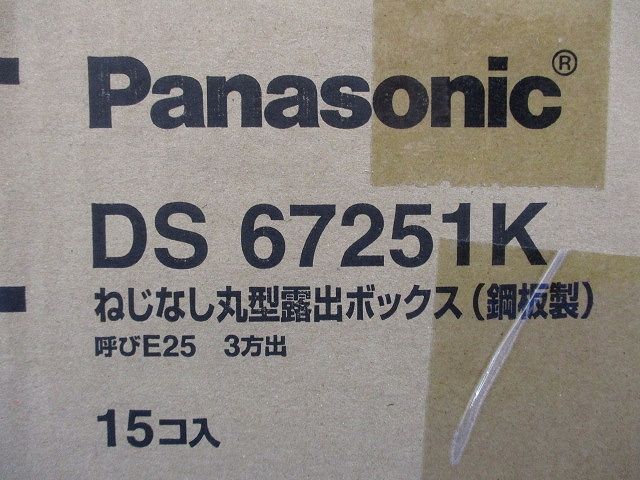 Panasonic®
DS 67251K
ねじなし丸型露出ボックス(鋼板製)
呼びE25 3方出
15コ入